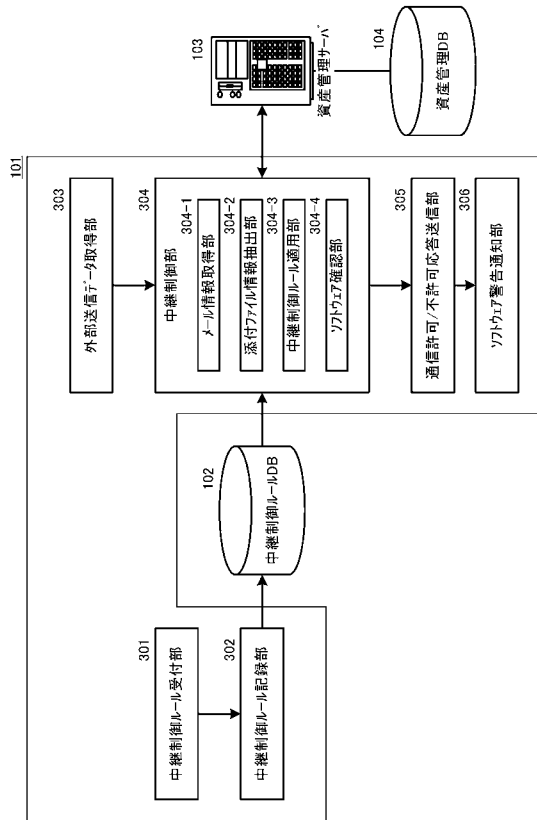 101
301
中継制御ルール受付部
302
中継制御ルール記録部
102
中継制御ルールDB
303
外部送信データ取得部
304
中継制御部
304-1
メール情報取得部
304-2
添付ファイル情報抽出部
304-3
中継制御ルール適用部
304-4
ソフトウェア確認部
305
通信許可/不許可応答送信部
306
ソフトウェア警告通知部
103
資産管理サーバ
104
資産管理DB